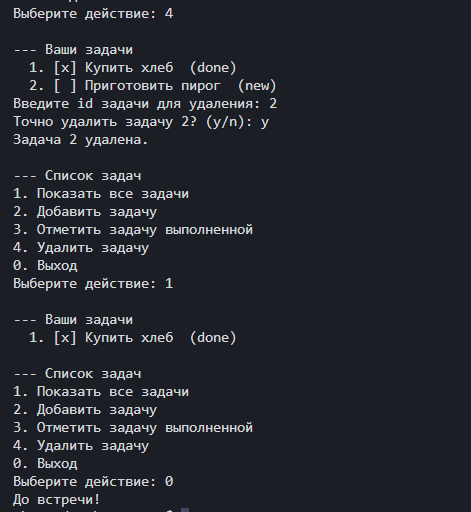 Выберите действие: 4
--- Ваши задачи
1. [x] Купить хлеб (done)
2. [ ] Приготовить пирог (new)
Введите id задачи для удаления: 2
Точно удалить задачу 2? (y/n): y
Задача 2 удалена.
--- Список задач
1. Показать все задачи
2. Добавить задачу
3. Отметить задачу выполненной
4. Удалить задачу
0. Выход
Выберите действие: 1
--- Ваши задачи
1. [x] Купить хлеб (done)
--- Список задач
1. Показать все задачи
2. Добавить задачу
3. Отметить задачу выполненной
4. Удалить задачу
0. Выход
Выберите действие: 0
До встречи!